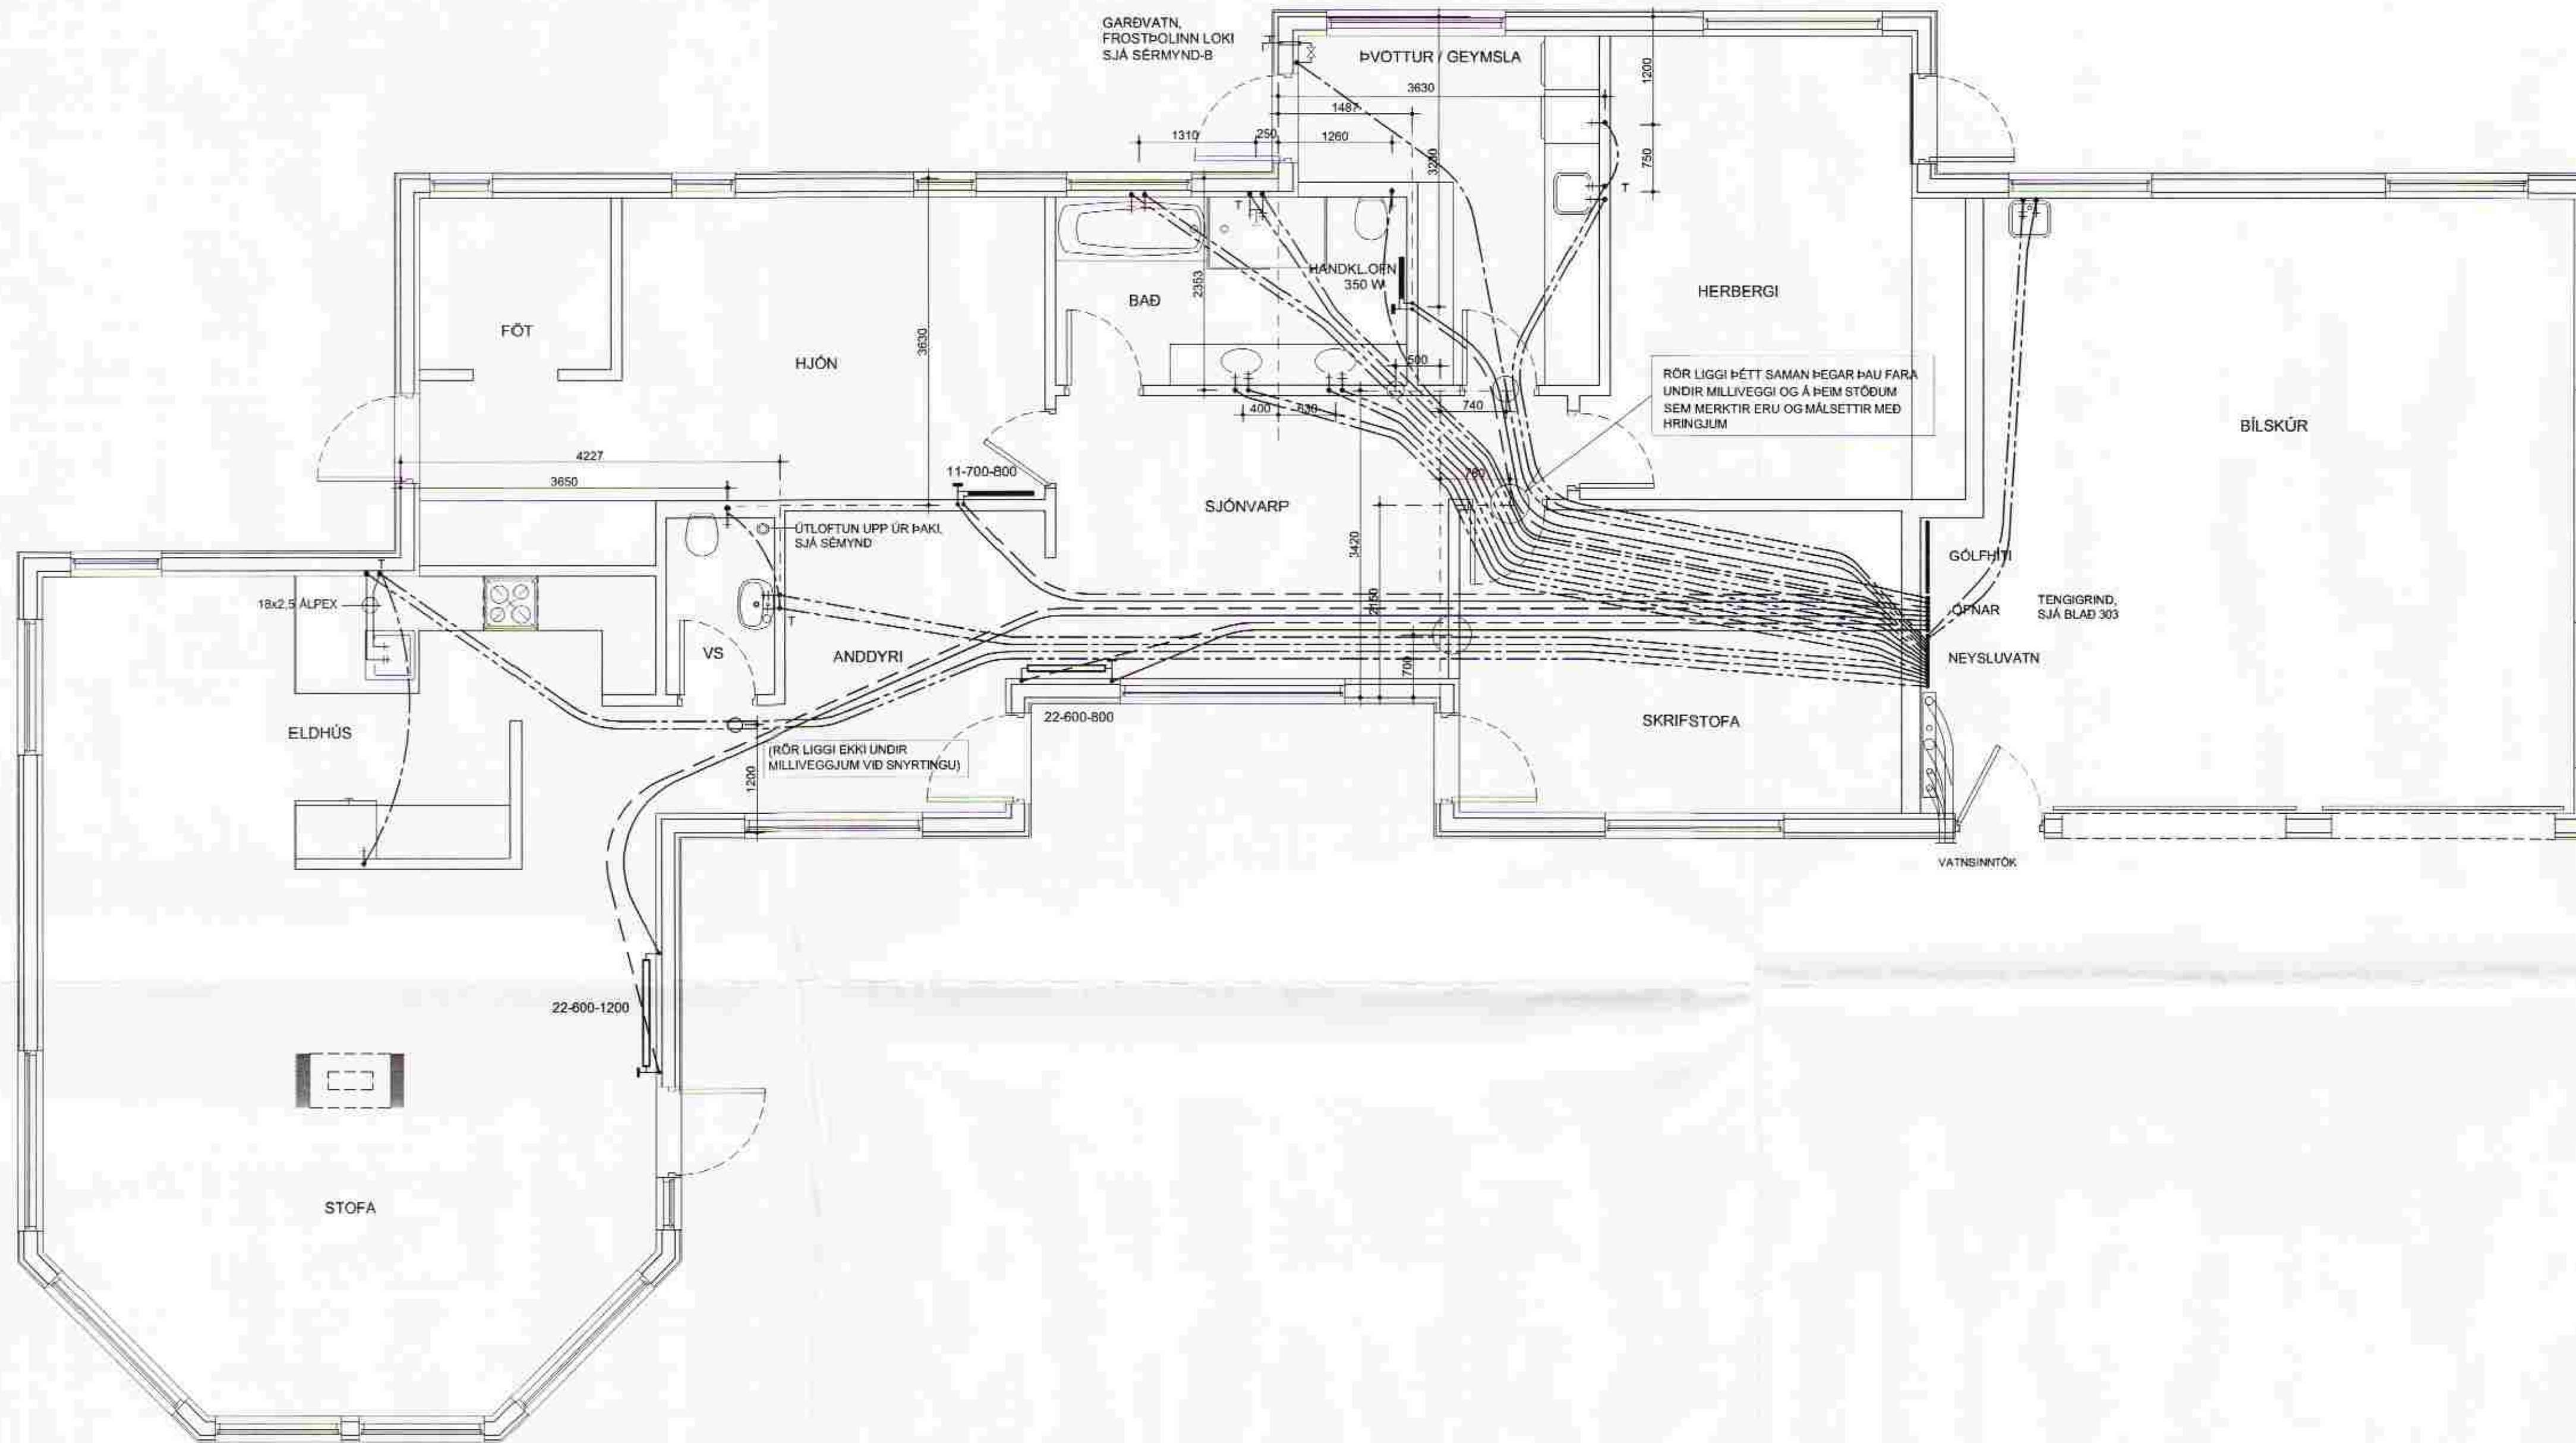 GARÐVATN,
FROSTÞOLINN LOKI
SJÁ SÉRMYND-B
ÞVOTTUR / GEYMSLA
3630
1487
1310
250
1260
3230
1200
750
T
T
T
HANDKL.OFN
350 W
BAÐ
2353
FÖT
HJÓN
3630
HERBERGI
RÖR LIGGI ÞÉTT SAMAN ÞEGAR ÞAU FARA
UNDIR MILLIVEGGI OG Á ÞEIM STÖÐUM
SEM MERKTIR ERU OG MÁLSETTIR MEÐ
HRINGJUM
BÍLSKÚR
500
400
630
740
4227
3650
11-700-800
780
SJÓNVARP
ÚTLOFTUN UPP ÚR ÞAKI,
SJÁ SÉMYND
3420
2150
700
GÓLFHITI
OFNAR
TENGIGRIND,
SJÁ BLAÐ 303
NEYSLUVATN
T
18x2,5 ÁLPEX
T
VS
ANDDYRI
22-600-800
SKRIFSTOFA
ELDHÚS
(RÖR LIGGI EKKI UNDIR
MILLIVEGGJUM VIÐ SNYRTINGU)
1200
VATNSINNTÖK
22-600-1200
STOFA